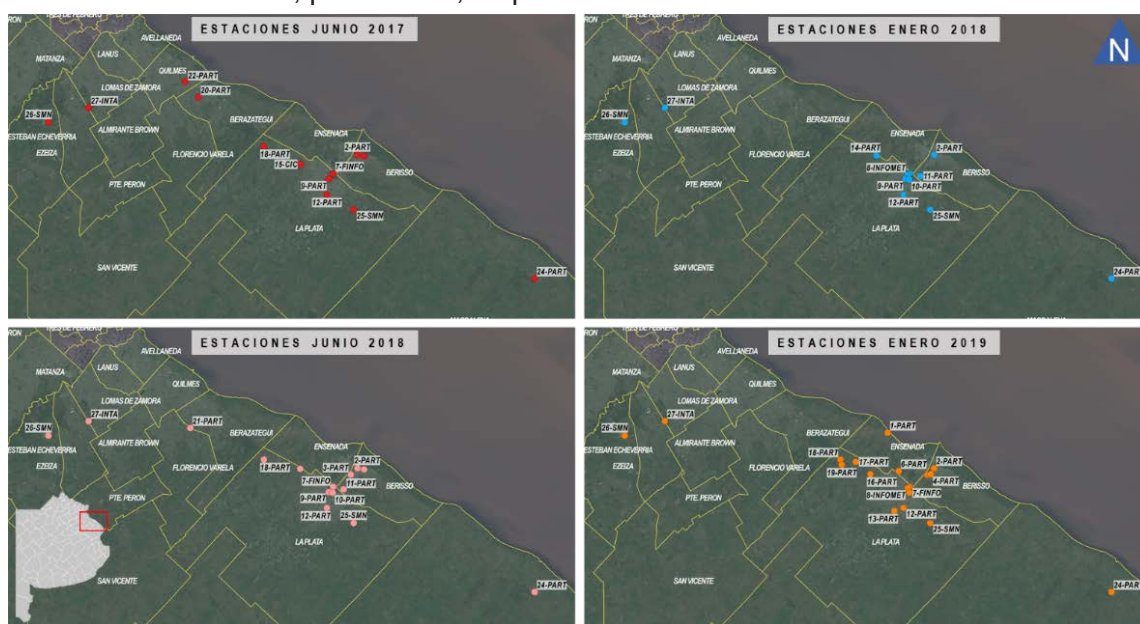 ESTACIONES JUNIO 2017
AVELLANEDA
LANUS
MATANZA
QUILMES
22-PART
LOMAS DE ZAMORA
20-PART
27-INTA
26-SMN
BERAZATEGUI
ALMIRANTE BROWN
ESTEBAN ECHEVERRIA
ENSENADA
18-PART
2-PART
EZEIZA
FLORENCIO VARELA
15-CIC
7-FINFO
BERISSO
PTE. PERON
9-PART
12-PART
25-SMN
LA PLATA
SAN VICENTE
24-PART
ESTACIONES ENERO 2018
N
AVELLANEDA
LANUS
MATANZA
QUILMES
LOMAS DE ZAMORA
27-INTA
26-SMN
BERAZATEGUI
ALMIRANTE BROWN
ESTEBAN ECHEVERRIA
ENSENADA
14-PART
2-PART
EZEIZA
FLORENCIO VARELA
8-INFOMET
11-PART
BERISSO
PTE. PERON
9-PART
10-PART
12-PART
25-SMN
LA PLATA
SAN VICENTE
24-PART
ESTACIONES JUNIO 2018
AVELLANEDA
LANUS
MATANZA
QUILMES
LOMAS DE ZAMORA
27-INTA
21-PART
26-SMN
BERAZATEGUI
ALMIRANTE BROWN
ESTEBAN ECHEVERRIA
ENSENADA
18-PART
3-PART
2-PART
EZEIZA
FLORENCIO VARELA
7-FINFO
11-PART
BERISSO
PTE. PERON
9-PART
10-PART
12-PART
25-SMN
LA PLATA
SAN VICENTE
24-PART
ESTACIONES ENERO 2019
AVELLANEDA
LANUS
MATANZA
QUILMES
LOMAS DE ZAMORA
27-INTA
1-PART
26-SMN
BERAZATEGUI
ALMIRANTE BROWN
ESTEBAN ECHEVERRIA
ENSENADA
18-PART
17-PART
6-PART
2-PART
EZEIZA
FLORENCIO VARELA
19-PART
16-PART
4-PART
BERISSO
8-INFOMET
7-FINFO
PTE. PERON
13-PART
12-PART
25-SMN
LA PLATA
SAN VICENTE
24-PART